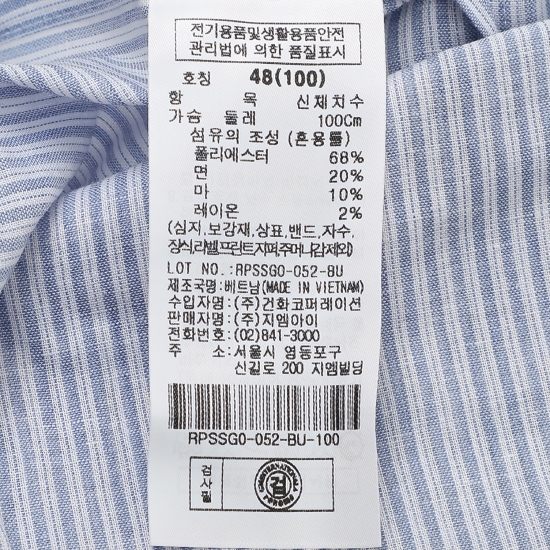 전기용품및생활용품안전
관리법에 의한 품질표시
호칭 48(100)
항 목 신체치수
가슴 둘레 100Cm
섬유의 조성 (혼용률)
폴리에스터 68%
면 20%
마 10%
레이온 2%
(심지,보강재,상표,밴드,자수,
장식,라벨,프린트,지퍼,주머니감제외)
LOT NO.:RPSSG0-052-BU
제조국명:베트남(MADE IN VIETNAM)
수입자명:(주)건화코퍼레이션
판매자명:(주)지엠아이
전화번호:(02)841-3000
주 소:서울시 영등포구
신길로 200 지엠빌딩
RPSSG0-052-BU-100
검사필
검